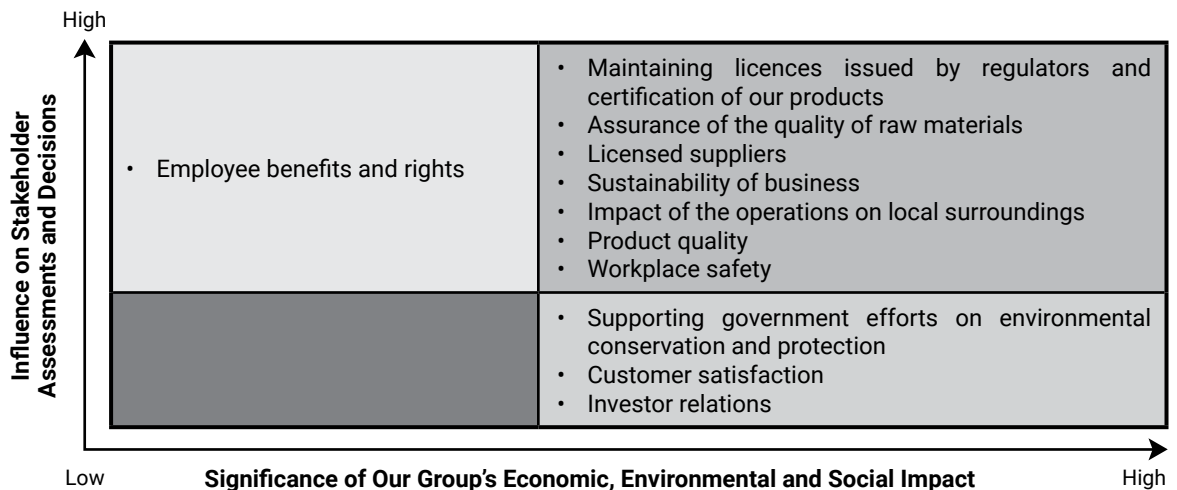 High
Influence on Stakeholder
Assessments and Decisions
• Employee benefits and rights
• Maintaining licences issued by regulators and
certification of our products
• Assurance of the quality of raw materials
• Licensed suppliers
• Sustainability of business
• Impact of the operations on local surroundings
• Product quality
• Workplace safety
• Supporting government efforts on environmental
conservation and protection
• Customer satisfaction
• Investor relations
Low
Significance of Our Group's Economic, Environmental and Social Impact
High